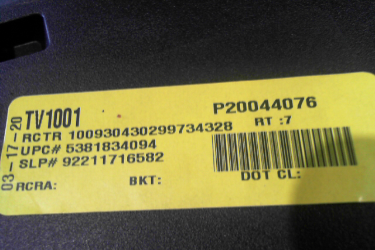 03-17-20
TV1001
P20044076
RCTR 100930430299734328
RT :7
UPC# 5381834094
SLP# 92211716582
RCRA:
BKT:
DOT CL: